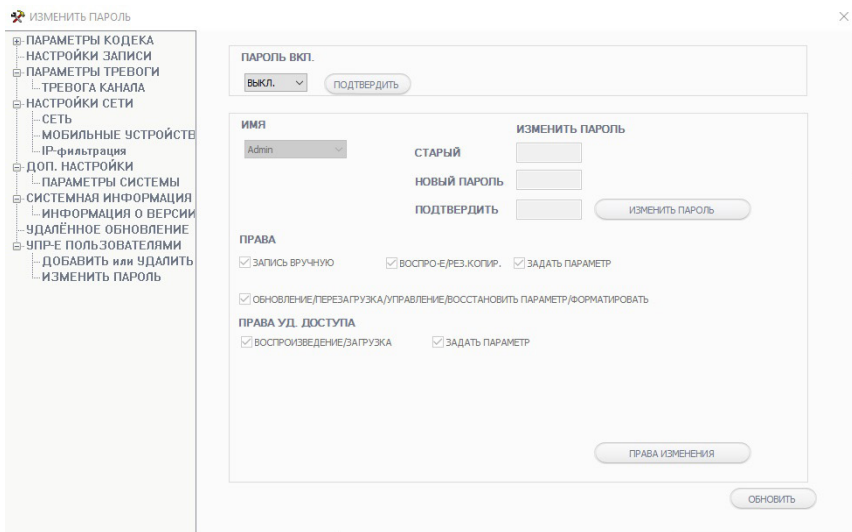 ИЗМЕНИТЬ ПАРОЛЬ
ПАРАМЕТРЫ КОДЕКА
НАСТРОЙКИ ЗАПИСИ
ПАРАМЕТРЫ ТРЕВОГИ
ТРЕВОГА КАНАЛА
НАСТРОЙКИ СЕТИ
СЕТЬ
МОБИЛЬНЫЕ УСТРОЙСТВ
IP-фильтрация
ДОП. НАСТРОЙКИ
ПАРАМЕТРЫ СИСТЕМЫ
СИСТЕМНАЯ ИНФОРМАЦИЯ
ИНФОРМАЦИЯ О ВЕРСИИ
УДАЛЁННОЕ ОБНОВЛЕНИЕ
УПР-Е ПОЛЬЗОВАТЕЛЯМИ
ДОБАВИТЬ или УДАЛИТЬ
ИЗМЕНИТЬ ПАРОЛЬ
ПАРОЛЬ ВКП.
ВЫКЛ. ПОДТВЕРДИТЬ
ИМЯ
ИЗМЕНИТЬ ПАРОЛЬ
Admin
СТАРЫЙ
НОВЫЙ ПАРОЛЬ
ПОДТВЕРДИТЬ ИЗМЕНИТЬ ПАРОЛЬ
ПРАВА
ЗАПИСЬ ВРУЧНУЮ ВОСПРО-Е/РЕЗ.КОПИР. ЗАДАТЬ ПАРАМЕТР
ОБНОВЛЕНИЕ/ПЕРЕЗАГРУЗКА/УПРАВЛЕНИЕ/ВОССТАНОВИТЬ ПАРАМЕТР/ФОРМАТИРОВАТЬ
ПРАВА УД. ДОСТУПА
ВОСПРОИЗВЕДЕНИЕ/ЗАГРУЗКА ЗАДАТЬ ПАРАМЕТР
ПРАВА ИЗМЕНЕНИЯ
ОБНОВИТЬ